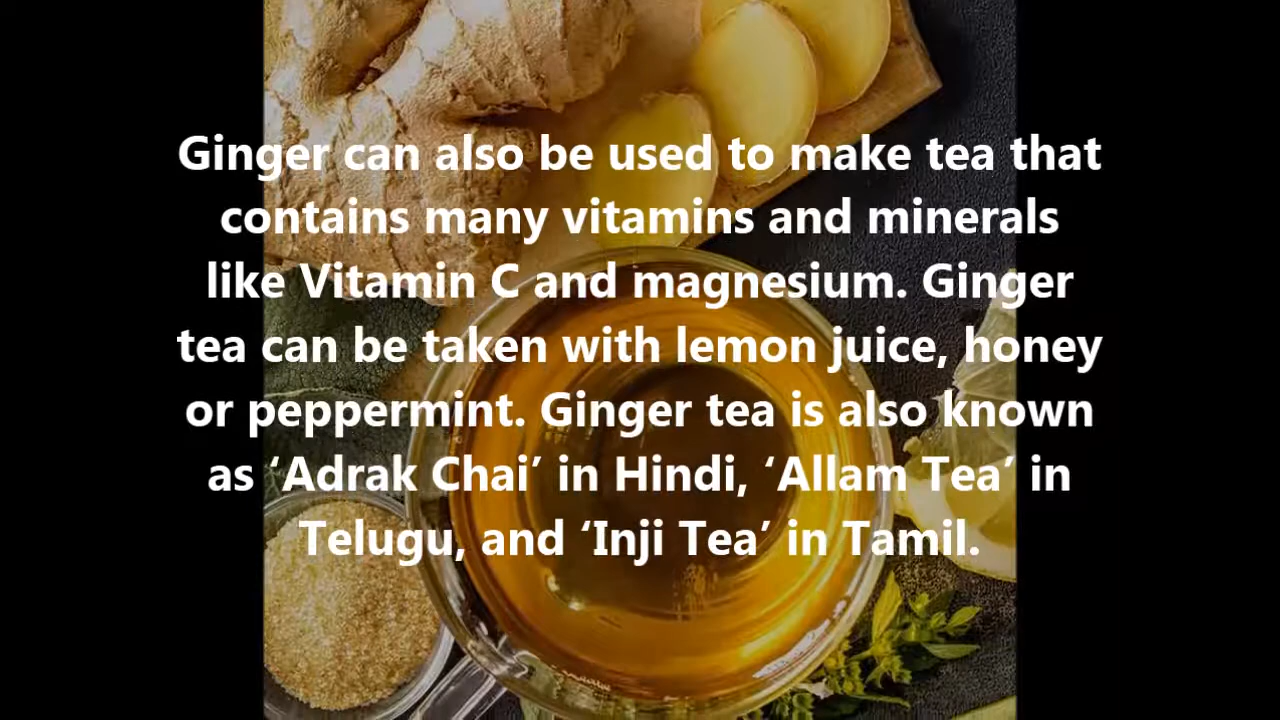 Ginger can also be used to make tea that
contains many vitamins and minerals
like Vitamin C and magnesium. Ginger
tea can be taken with lemon juice, honey
or peppermint. Ginger tea is also known
as ‘Adrak Chai’ in Hindi, ‘Allam Tea’ in
Telugu, and ‘Inji Tea’ in Tamil.